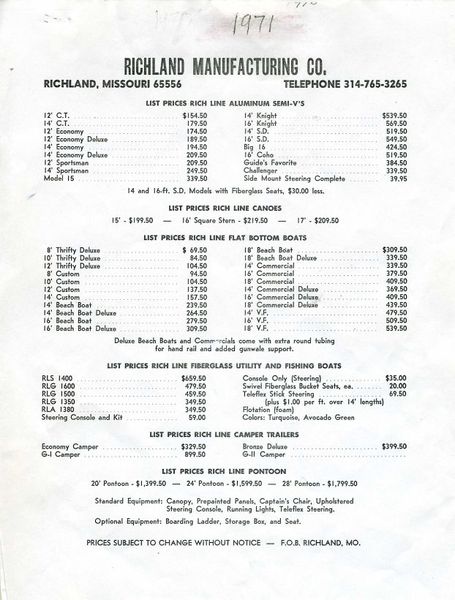 1971
RICHLAND MANUFACTURING CO.
RICHLAND, MISSOURI 65556 TELEPHONE 314-765-3265
LIST PRICES RICH LINE ALUMINUM SEMI-V'S
12' C.T. $154.50 14' Knight $539.50
14' C.T. 179.50 16' Knight 569.50
12' Economy 174.50 14' S.D. 519.50
12' Economy Deluxe 189.50 16' S.D. 549.50
14' Economy 194.50 Big 16 424.50
14' Economy Deluxe 209.50 16' Coho 519.50
12' Sportsman 209.50 Guide's Favorite 384.50
14' Sportsman 249.50 Challenger 339.50
Model 15 339.50 Side Mount Steering Complete 39.95
14 and 16-ft. S.D. Models with Fiberglass Seats, $30.00 less.
LIST PRICES RICH LINE CANOES
15' - $199.50 — 16' Square Stern - $219.50 — 17' - $209.50
LIST PRICES RICH LINE FLAT BOTTOM BOATS
8' Thrifty Deluxe $ 69.50 18' Beach Boat $309.50
10' Thrifty Deluxe 84.50 18' Beach Boat Deluxe 339.50
12' Thrifty Deluxe 104.50 14' Commercial 339.50
8' Custom 94.50 16' Commercial 379.50
10' Custom 104.50 18' Commercial 409.50
12' Custom 137.50 14' Commercial Deluxe 369.50
14' Custom 157.50 16' Commercial Deluxe 409.50
14' Beach Boat 239.50 18' Commercial Deluxe 439.50
14' Beach Boat Deluxe 264.50 14' V.F. 479.50
16' Beach Boat 279.50 16' V.F. 509.50
16' Beach Boat Deluxe 309.50 18' V.F. 539.50
Deluxe Beach Boats and Commercials come with extra round tubing
for hand rail and added gunwale support.
LIST PRICES RICH LINE FIBERGLASS UTILITY AND FISHING BOATS
RLS 1400 $659.50 Console Only (Steering) $35.00
RLG 1600 479.50 Swivel Fiberglass Bucket Seats, ea. 20.00
RLG 1500 459.50 Teleflex Stick Steering 69.50
RLG 1350 349.50 (plus $1.00 per ft. over 14' lengths)
RLA 1380 349.50 Flotation (foam)
Steering Console and Kit 59.00 Colors: Turquoise, Avocado Green
LIST PRICES RICH LINE CAMPER TRAILERS
Economy Camper $329.50 Bronze Deluxe $399.50
G-I Camper 899.50 G-II Camper
LIST PRICES RICH LINE PONTOON
20' Pontoon - $1,399.50 — 24' Pontoon - $1,599.50 — 28' Pontoon - $1,799.50
Standard Equipment: Canopy, Prepainted Panels, Captain's Chair, Upholstered
Steering Console, Running Lights, Teleflex Steering.
Optional Equipment: Boarding Ladder, Storage Box, and Seat.
PRICES SUBJECT TO CHANGE WITHOUT NOTICE — F.O.B. RICHLAND, MO.